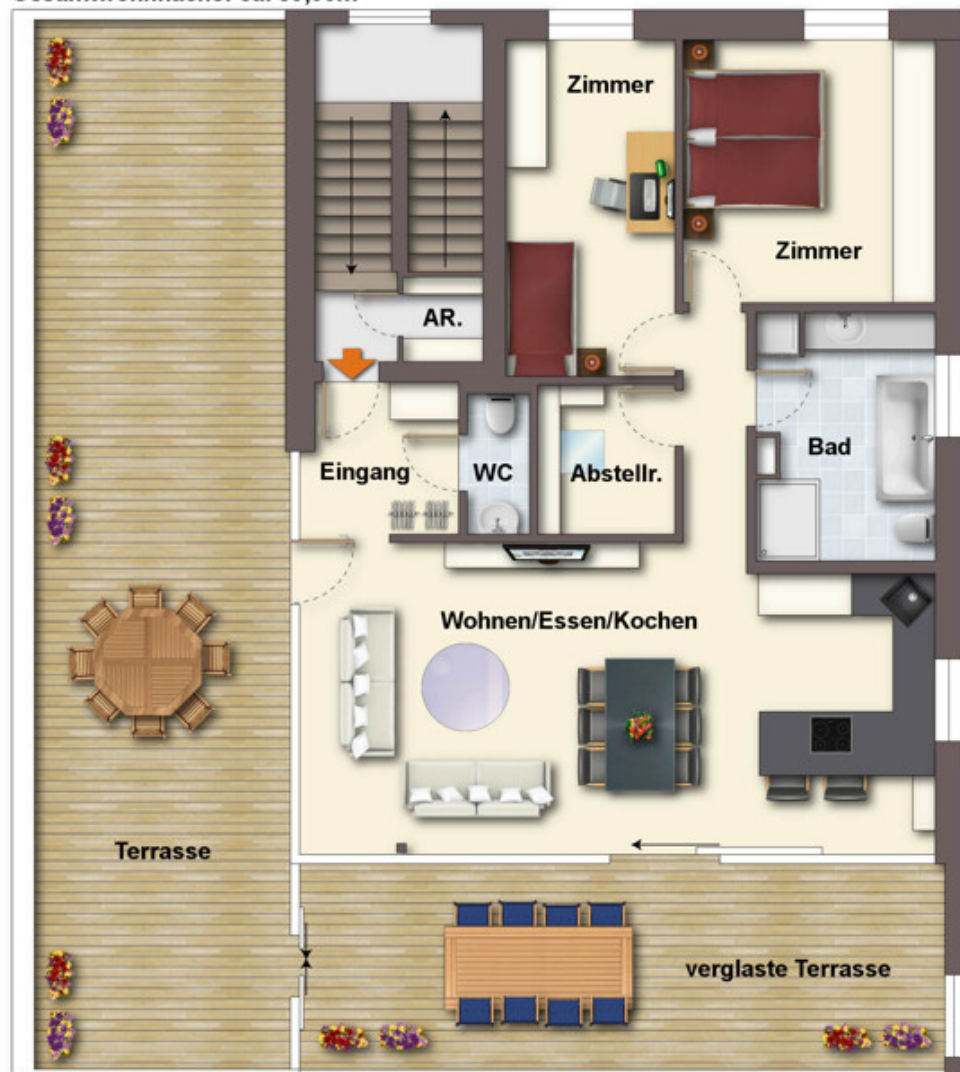 Zimmer
Zimmer
AR.
Eingang
WC
Abstellr.
Bad
Wohnen/Essen/Kochen
Terrasse
verglaste Terrasse